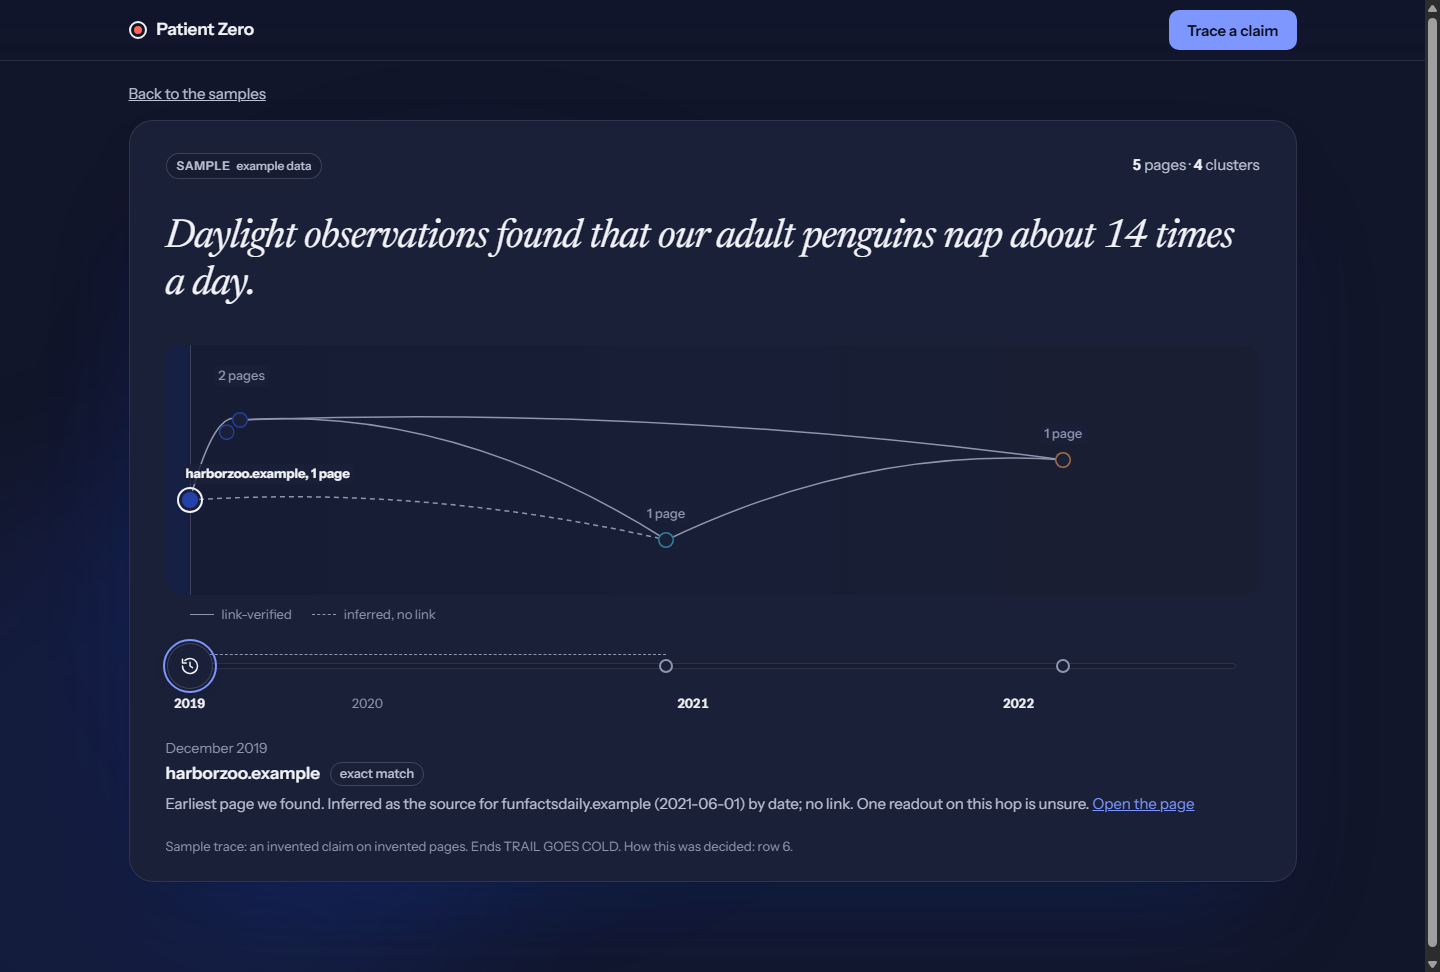 Patient Zero
Trace a claim
Back to the samples
SAMPLE example data
5 pages · 4 clusters
Daylight observations found that our adult penguins nap about 14 times
a day.
2 pages
1 page
harborzoo.example, 1 page
1 page
link-verified
inferred, no link
2019
2020
2021
2022
December 2019
harborzoo.example exact match
Earliest page we found. Inferred as the source for funfactsdaily.example (2021-06-01) by date; no link. One readout on this hop is unsure. Open the page
Sample trace: an invented claim on invented pages. Ends TRAIL GOES COLD. How this was decided: row 6.